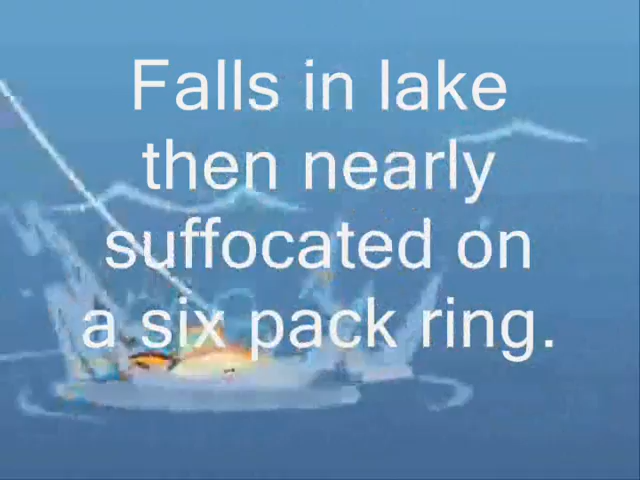 Falls in lake
then nearly
suffocated on
a six pack ring.